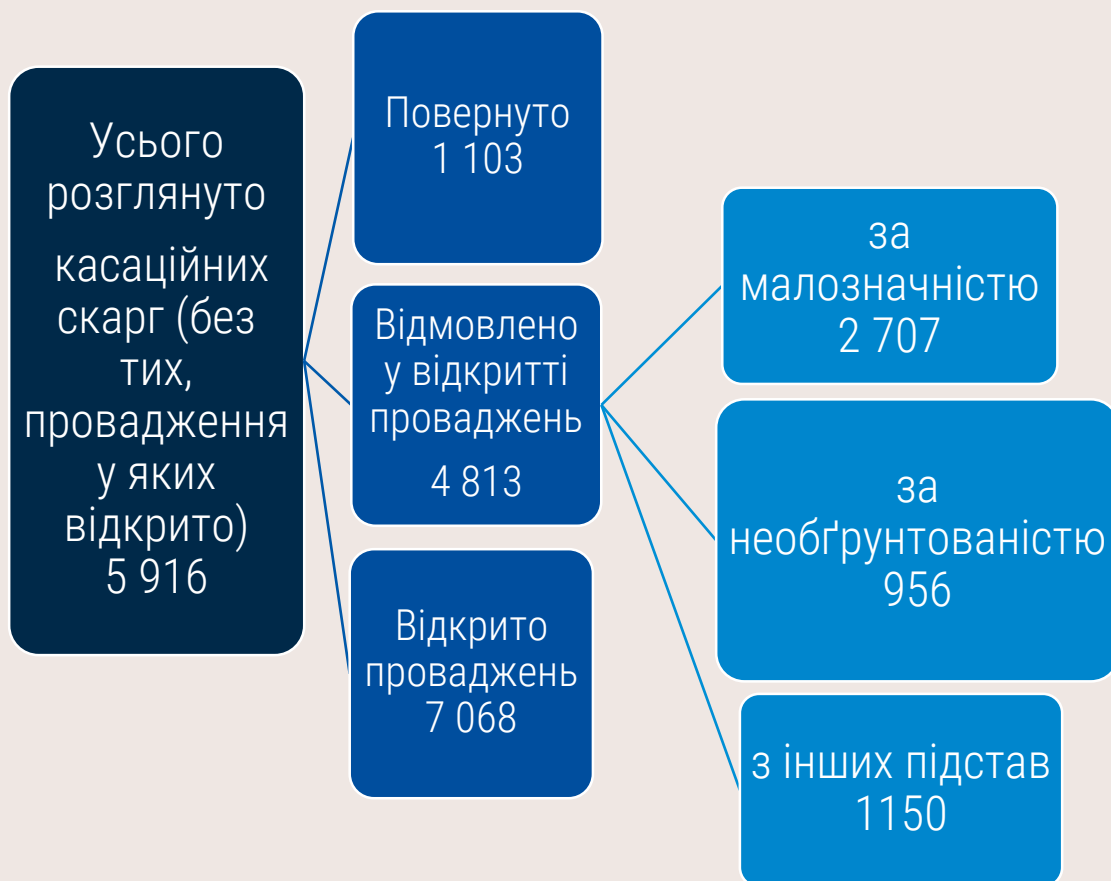 Усього
розглянуто
касаційних
скарг (без
тих,
провадження
у яких
відкрито)
5 916
Повернуто
1 103
Відмовлено
у відкритті
проваджень
4 813
Відкрито
проваджень
7 068
за
малозначністю
2 707
за
необґрунтованістю
956
з інших підстав
1150